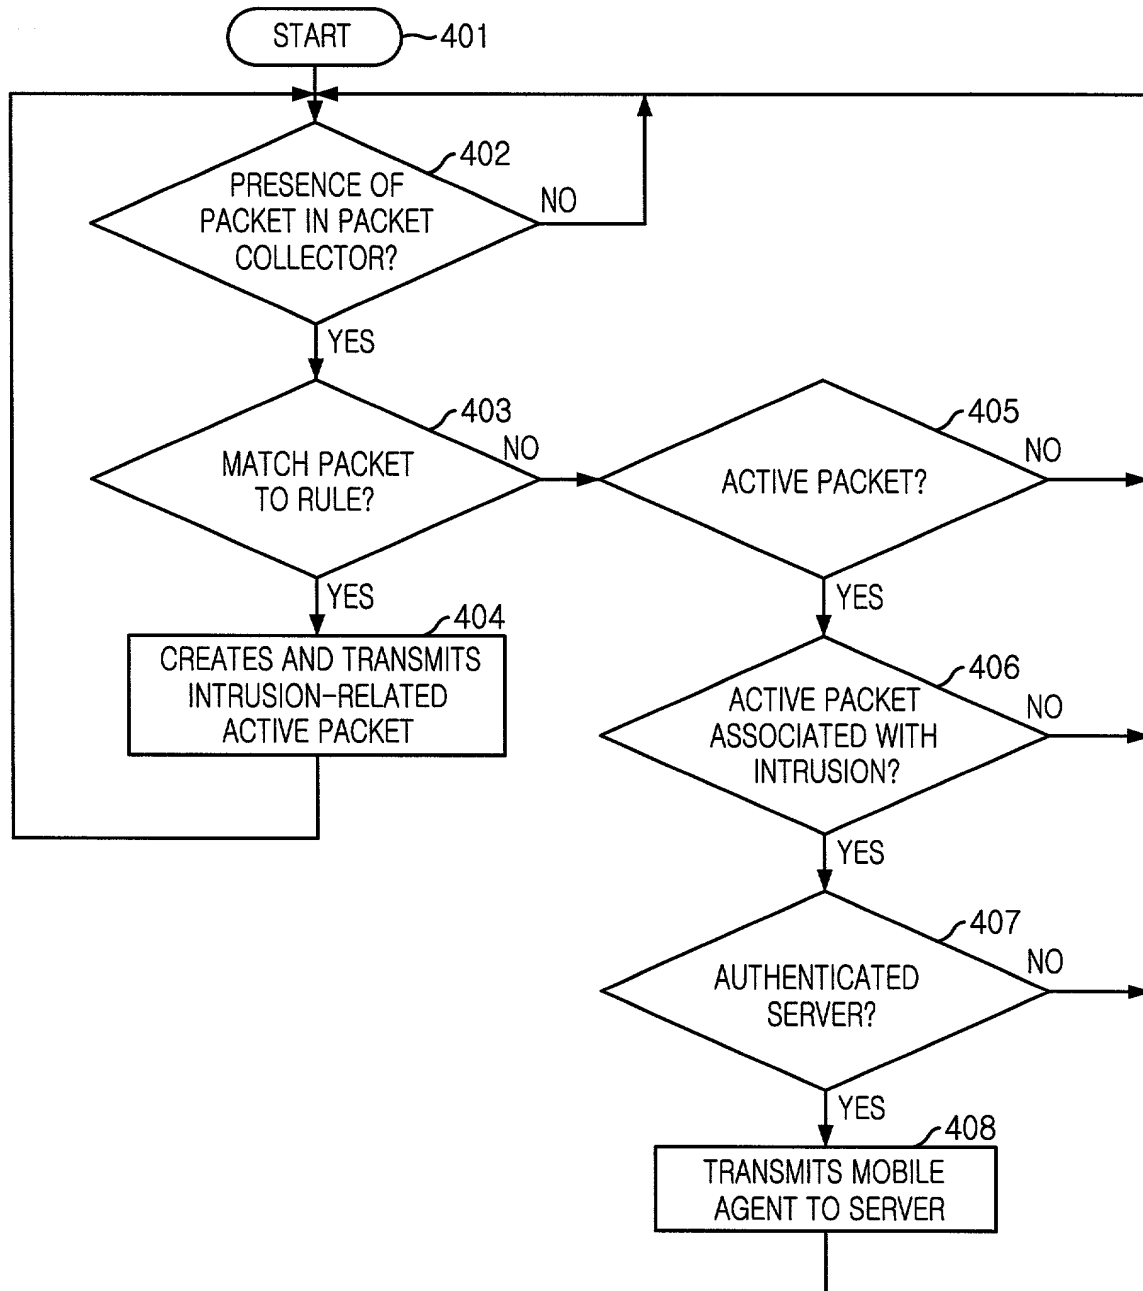 START
401
402
PRESENCE OF
PACKET IN PACKET
COLLECTOR?
NO
YES
403
MATCH PACKET
TO RULE?
NO
YES
404
CREATES AND TRANSMITS
INTRUSION-RELATED
ACTIVE PACKET
405
ACTIVE PACKET?
NO
YES
406
ACTIVE PACKET
ASSOCIATED WITH
INTRUSION?
NO
YES
407
AUTHENTICATED
SERVER?
NO
YES
408
TRANSMITS MOBILE
AGENT TO SERVER